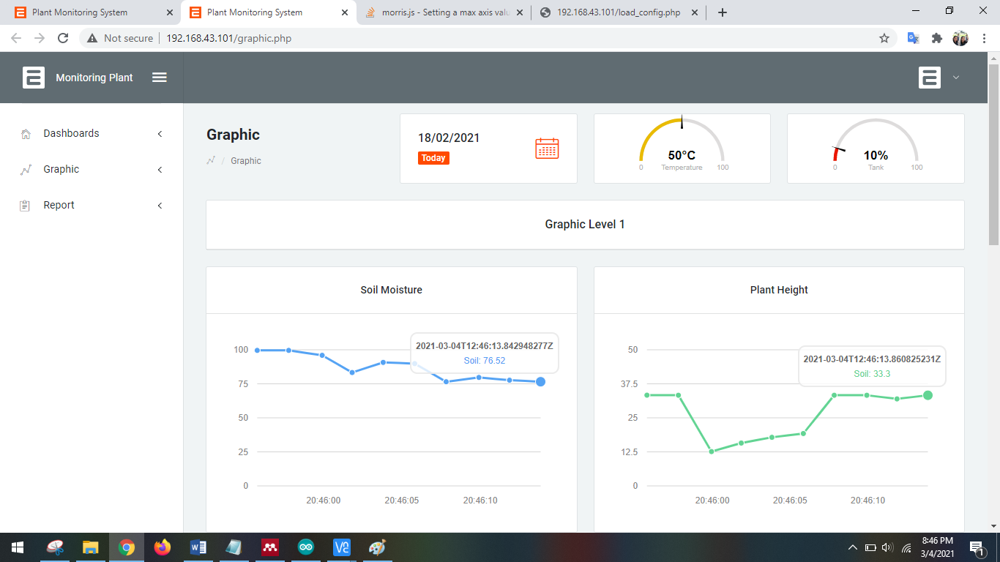 Plant Monitoring System
Plant Monitoring System
morris.js - Setting a max axis valu
192.168.43.101/load_config.php
Not secure
192.168.43.101/graphic.php
Monitoring Plant
Dashboards
Graphic
Report
Graphic
/ Graphic
18/02/2021
Today
50°C
0 Temperature 100
10%
0 Tank 100
Graphic Level 1
Soil Moisture
100
75
50
25
0
2021-03-04T12:46:13.842948277Z
Soil: 76.52
20:46:00 20:46:05 20:46:10
Plant Height
50
37.5
25
12.5
0
2021-03-04T12:46:13.860825231Z
Soil: 33.3
20:46:00 20:46:05 20:46:10
8:46 PM
3/4/2021
1